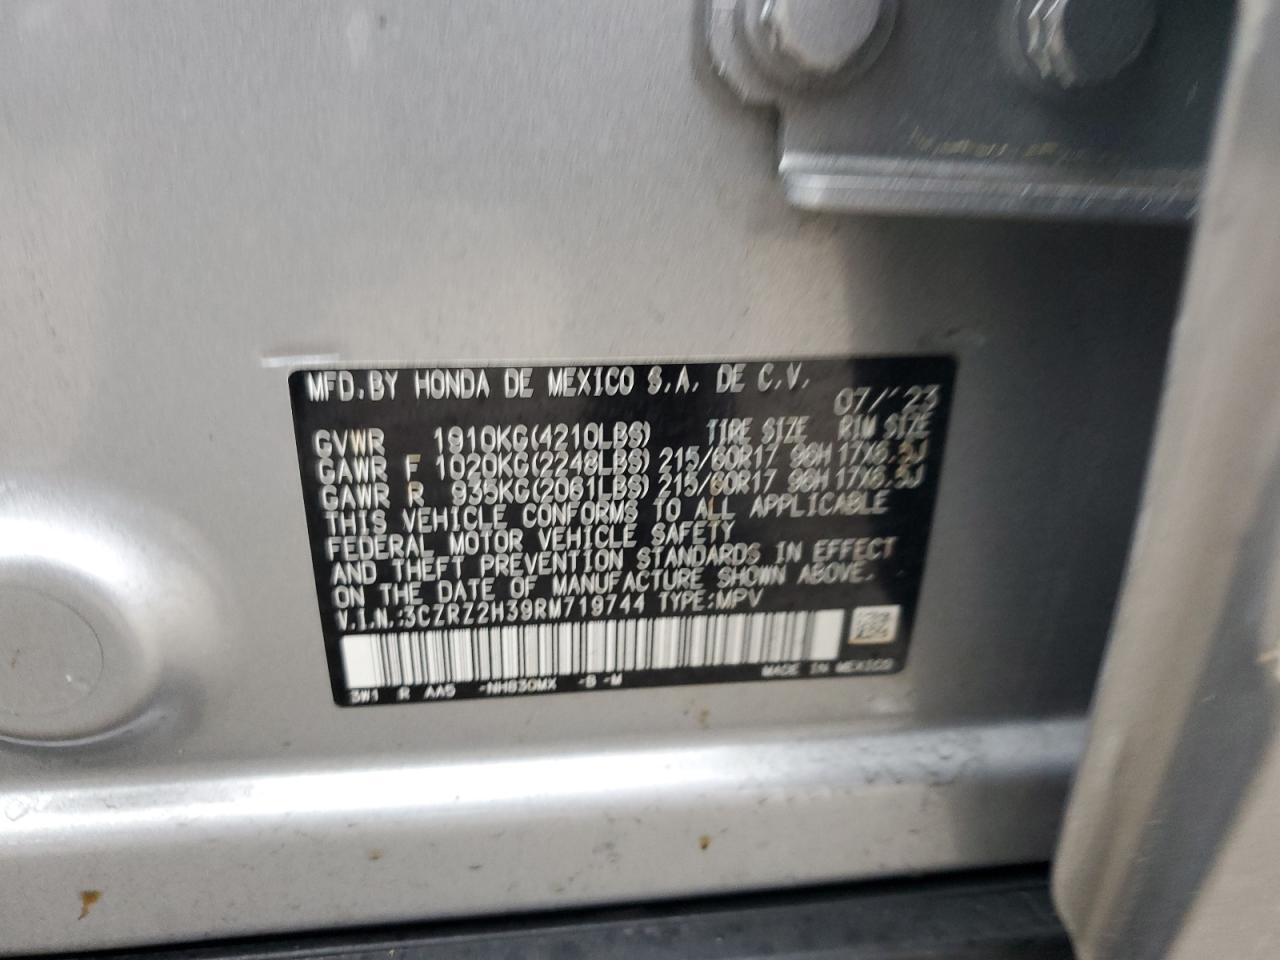 MFD.BY HONDA DE MEXICO S.A. DE C.V.
07/'23
GVWR 1910KG(4210LBS) TIRE SIZE RIM SIZE
GAWR F 1020KG(2248LBS) 215/60R17 96H 17X6.5J
GAWR R 935KG(2061LBS) 215/60R17 96H 17X6.5J
THIS VEHICLE CONFORMS TO ALL APPLICABLE
FEDERAL MOTOR VEHICLE SAFETY
AND THEFT PREVENTION STANDARDS IN EFFECT
ON THE DATE OF MANUFACTURE SHOWN ABOVE.
V.I.N.:3CZRZ2H39RM719744 TYPE:MPV
3W1 R AA5 -NH830MX -B -M MADE IN MEXICO